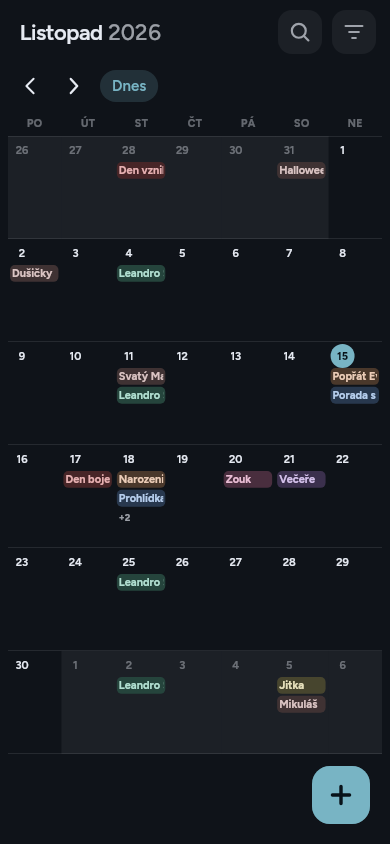 Listopad 2026
Dnes
PO ÚT ST ČT PÁ SO NE
26 27 28 29 30 31 1
Den vzni Hallowee
2 3 4 5 6 7 8
Dušičky Leandro
9 10 11 12 13 14 15
Svatý Ma Popřát Ev
Leandro Porada s
16 17 18 19 20 21 22
Den boje Narozeni Zouk Večeře
Prohlídka
+2
23 24 25 26 27 28 29
Leandro
30 1 2 3 4 5 6
Leandro Jitka
Mikuláš